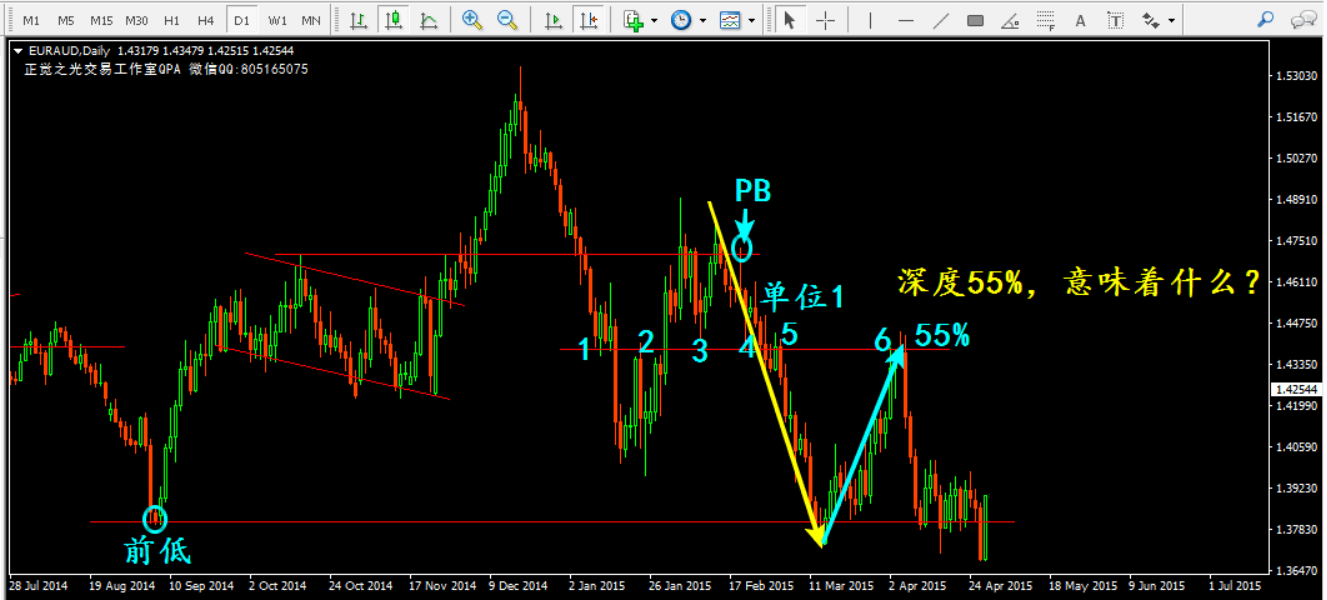 M1 M5 M15 M30 H1 H4 D1 W1 MN
EURAUD,Daily 1.43179 1.43479 1.42515 1.42544
正觉之光交易工作室QPA 微信QQ:805165075
PB
单位1
深度55%，意味着什么？
1 2 3 4 5 6 55%
前低
1.53303
1.51670
1.50270
1.48910
1.47510
1.46110
1.44750
1.43350
1.42544
1.41990
1.40590
1.39230
1.37830
1.36470
28 Jul 2014 19 Aug 2014 10 Sep 2014 2 Oct 2014 24 Oct 2014 17 Nov 2014 9 Dec 2014 2 Jan 2015 26 Jan 2015 17 Feb 2015 11 Mar 2015 2 Apr 2015 24 Apr 2015 18 May 2015 9 Jun 2015 1 Jul 2015